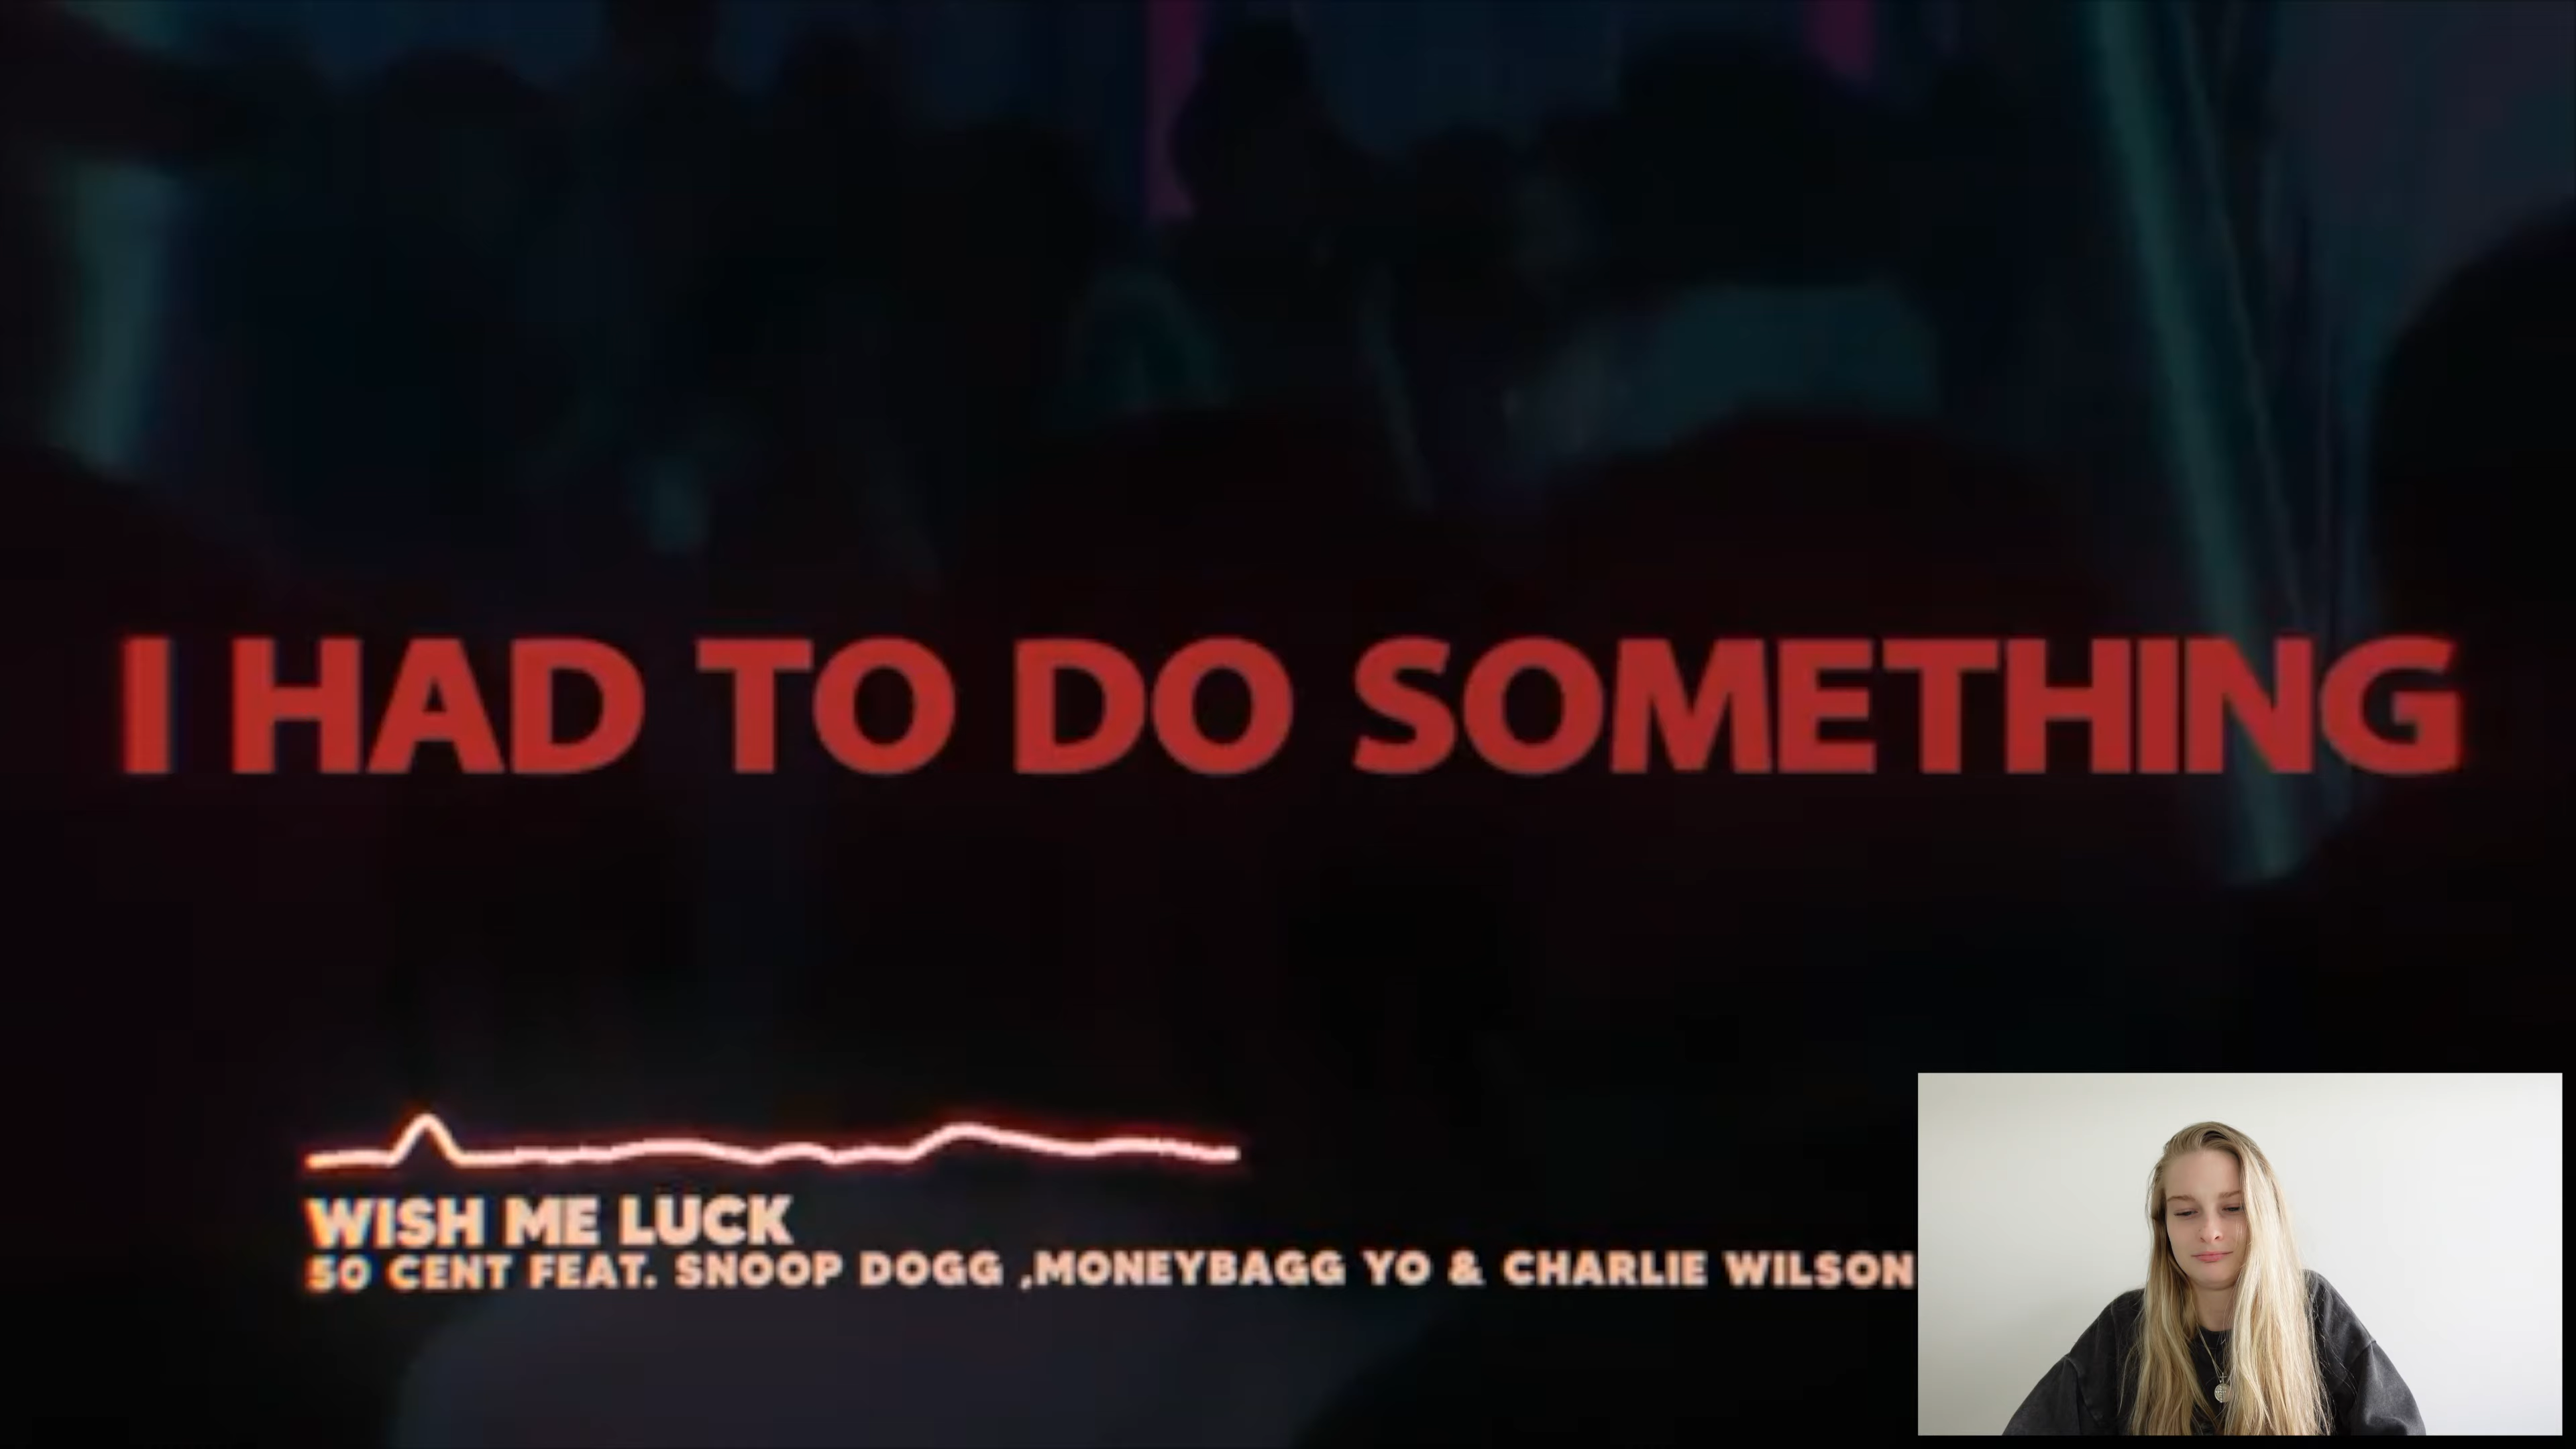 I HAD TO DO SOMETHING
WISH ME LUCK
50 CENT FEAT. SNOOP DOGG ,MONEYBAGG YO & CHARLIE WILSON